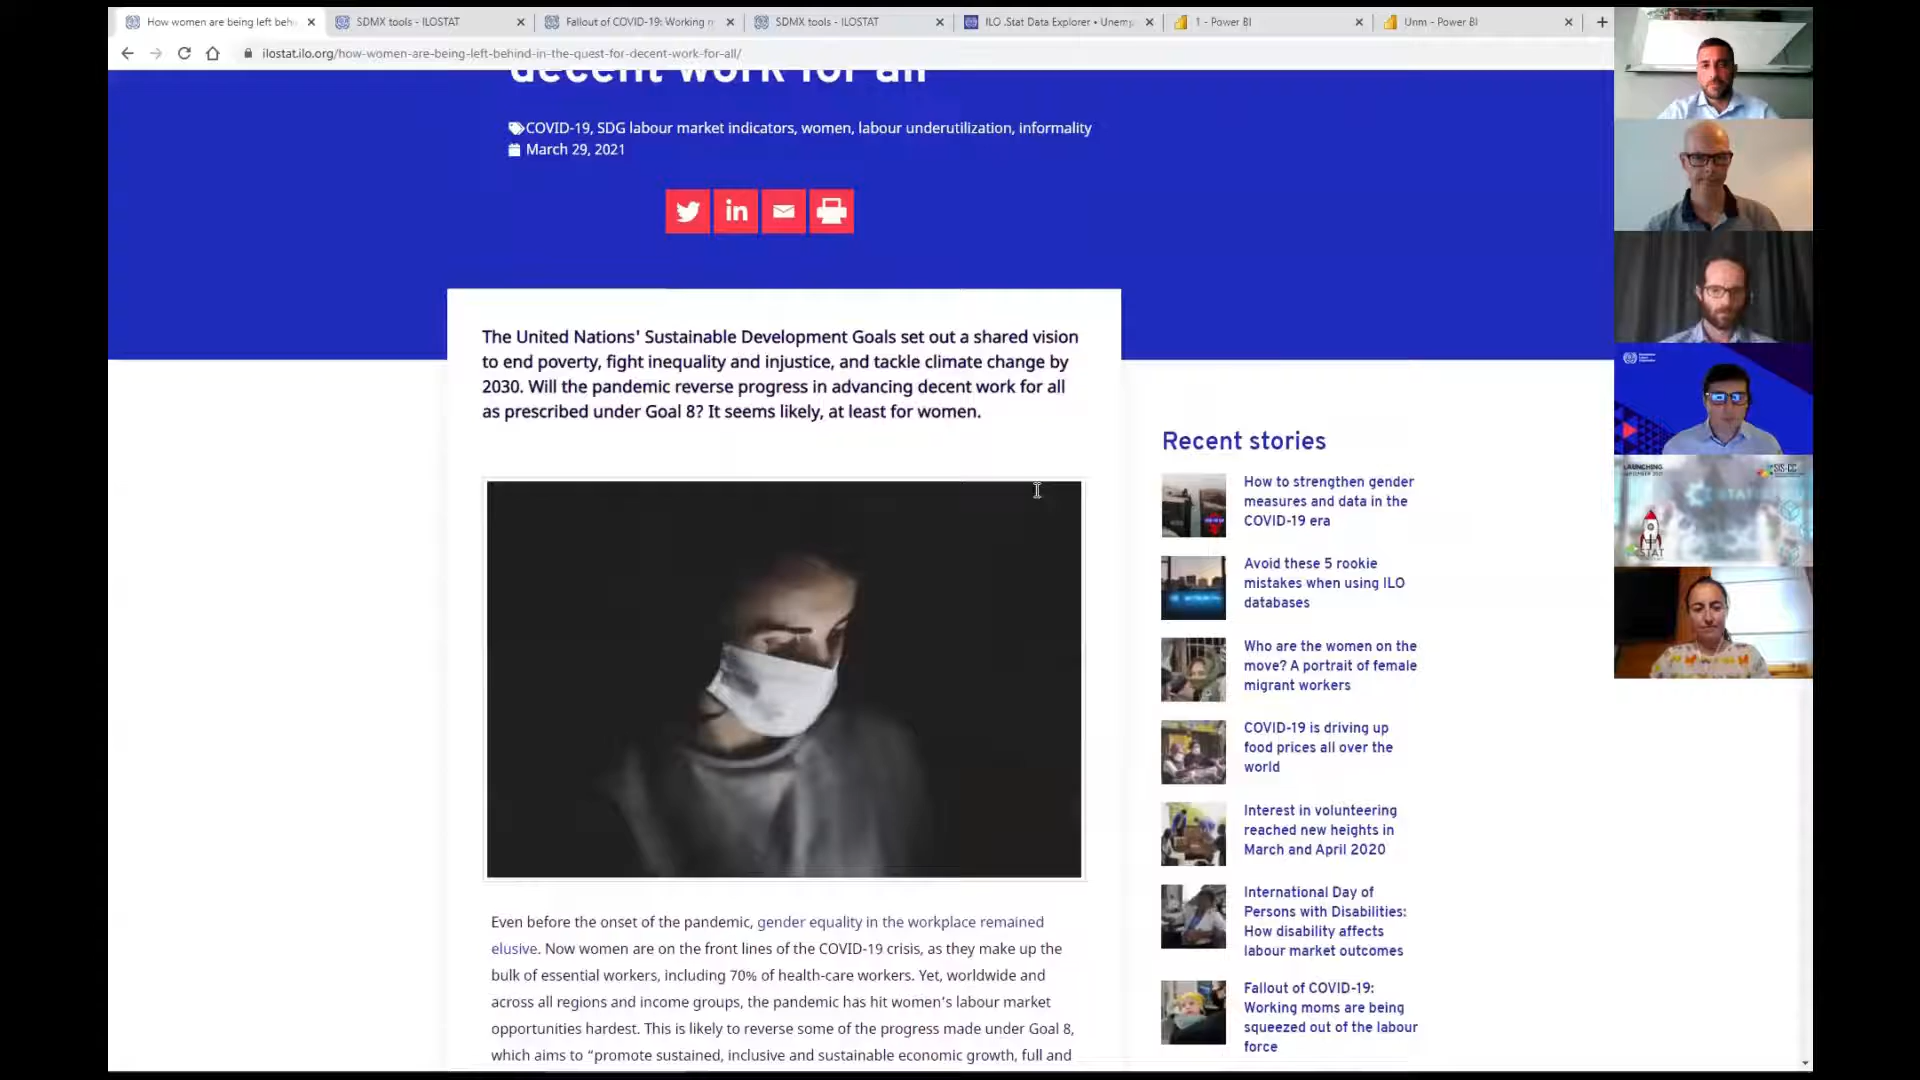 How women are being left beh
SDMX tools - ILOSTAT
Fallout of COVID-19: Working m
SDMX tools - ILOSTAT
ILO .Stat Data Explorer • Unemp
1 - Power BI
Unm - Power BI
ilostat.ilo.org/how-women-are-being-left-behind-in-the-quest-for-decent-work-for-all/
decent work for all
COVID-19, SDG labour market indicators, women, labour underutilization, informality
March 29, 2021
The United Nations' Sustainable Development Goals set out a shared vision
to end poverty, fight inequality and injustice, and tackle climate change by
2030. Will the pandemic reverse progress in advancing decent work for all
as prescribed under Goal 8? It seems likely, at least for women.
Even before the onset of the pandemic, gender equality in the workplace remained
elusive. Now women are on the front lines of the COVID-19 crisis, as they make up the
bulk of essential workers, including 70% of health-care workers. Yet, worldwide and
across all regions and income groups, the pandemic has hit women's labour market
opportunities hardest. This is likely to reverse some of the progress made under Goal 8,
which aims to “promote sustained, inclusive and sustainable economic growth, full and
Recent stories
How to strengthen gender
measures and data in the
COVID-19 era
Avoid these 5 rookie
mistakes when using ILO
databases
Who are the women on the
move? A portrait of female
migrant workers
COVID-19 is driving up
food prices all over the
world
Interest in volunteering
reached new heights in
March and April 2020
International Day of
Persons with Disabilities:
How disability affects
labour market outcomes
Fallout of COVID-19:
Working moms are being
squeezed out of the labour
force
LAUNCHING
SIS-CC